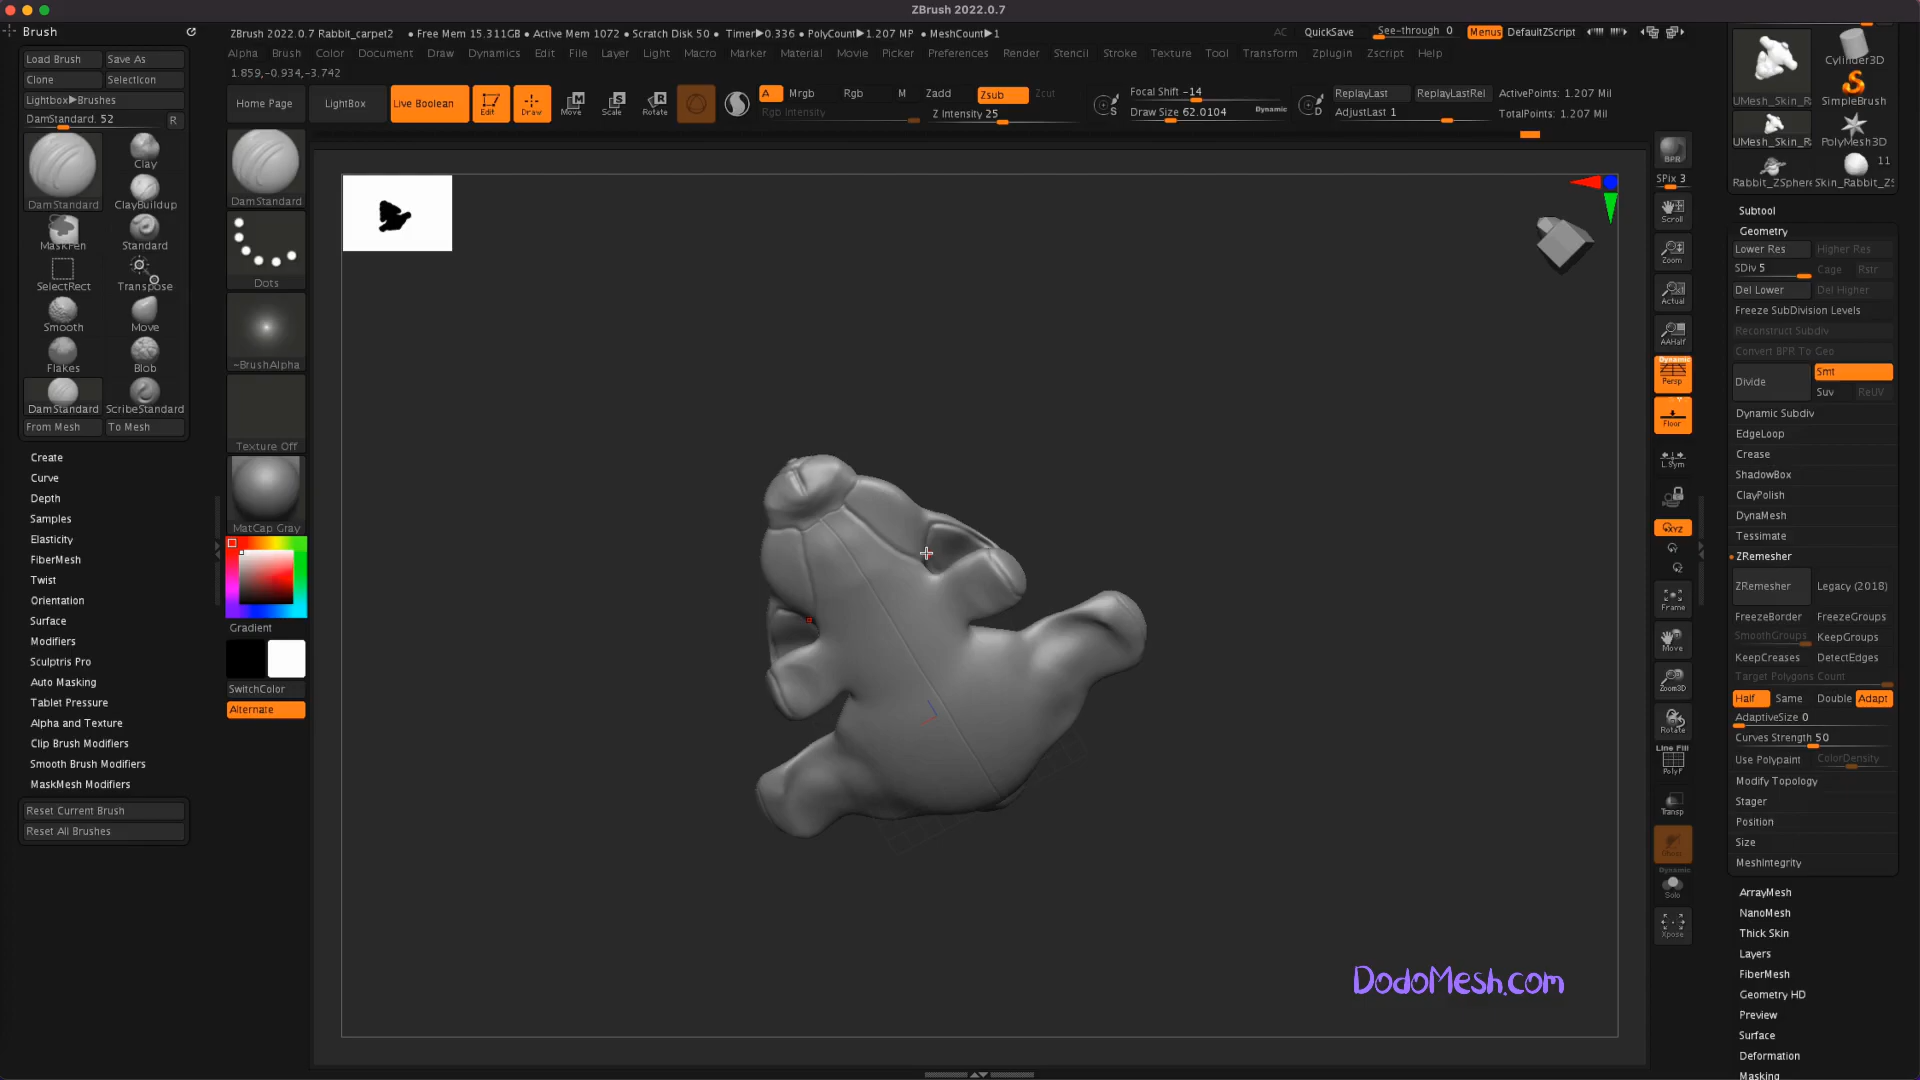 ZBrush 2022.0.7
Brush
ZBrush 2022.0.7 Rabbit_carpet2 ● Free Mem 15.311GB ● Active Mem 1072 ● Scratch Disk 50 ● Timer▶0.336 ● PolyCount▶1.207 MP ● MeshCount▶1
AC QuickSave See-through 0 Menus DefaultZScript
Alpha Brush Color Document Draw Dynamics Edit File Layer Light Macro Marker Material Movie Picker Preferences Render Stencil Stroke Texture Tool Transform Zplugin Zscript Help
1.859,-0.934,-3.742
Load Brush Save As
Clone SelectIcon
Lightbox▶Brushes
DamStandard. 52 R
Home Page LightBox Live Boolean Edit Draw Move Scale Rotate
A Mrgb Rgb M Zadd Zsub Zcut
Rgb Intensity Z Intensity 25
Focal Shift -14
Draw Size 62.0104 Dynamic
ReplayLast ReplayLastRel ActivePoints: 1.207 Mil
AdjustLast 1 TotalPoints: 1.207 Mil
Clay
DamStandard ClayBuildup
MaskPen Standard
SelectRect Transpose
Smooth Move
Flakes Blob
DamStandard ScribeStandard
From Mesh To Mesh
Create
Curve
Depth
Samples
Elasticity
FiberMesh
Twist
Orientation
Surface
Modifiers
Sculptris Pro
Auto Masking
Tablet Pressure
Alpha and Texture
Clip Brush Modifiers
Smooth Brush Modifiers
MaskMesh Modifiers
Reset Current Brush
Reset All Brushes
DamStandard
Dots
~BrushAlpha
Texture Off
MatCap Gray
Gradient
SwitchColor
Alternate
DodoMesh.com
BPR
SPix 3
Scroll
Zoom
Actual
AAHalf
Dynamic
Persp
Floor
L.Sym
XYZ
Frame
Move
Zoom3D
Rotate
Line Fill
PolyF
Transp
Dynamic
Solo
Xpose
Cylinder3D
UMesh_Skin_R SimpleBrush
UMesh_Skin_R PolyMesh3D
11
Rabbit_ZSphere Skin_Rabbit_ZS
Subtool
Geometry
Lower Res Higher Res
SDiv 5 Cage Rstr
Del Lower Del Higher
Freeze SubDivision Levels
Reconstruct Subdiv
Convert BPR To Geo
Divide Smt
Suv ReUV
Dynamic Subdiv
EdgeLoop
Crease
ShadowBox
ClayPolish
DynaMesh
Tessimate
ZRemesher
ZRemesher Legacy (2018)
FreezeBorder FreezeGroups
SmoothGroups KeepGroups
KeepCreases DetectEdges
Target Polygons Count
Half Same Double Adapt
AdaptiveSize 0
Curves Strength 50
Use Polypaint ColorDensity
Modify Topology
Stager
Position
Size
MeshIntegrity
ArrayMesh
NanoMesh
Thick Skin
Layers
FiberMesh
Geometry HD
Preview
Surface
Deformation
Masking